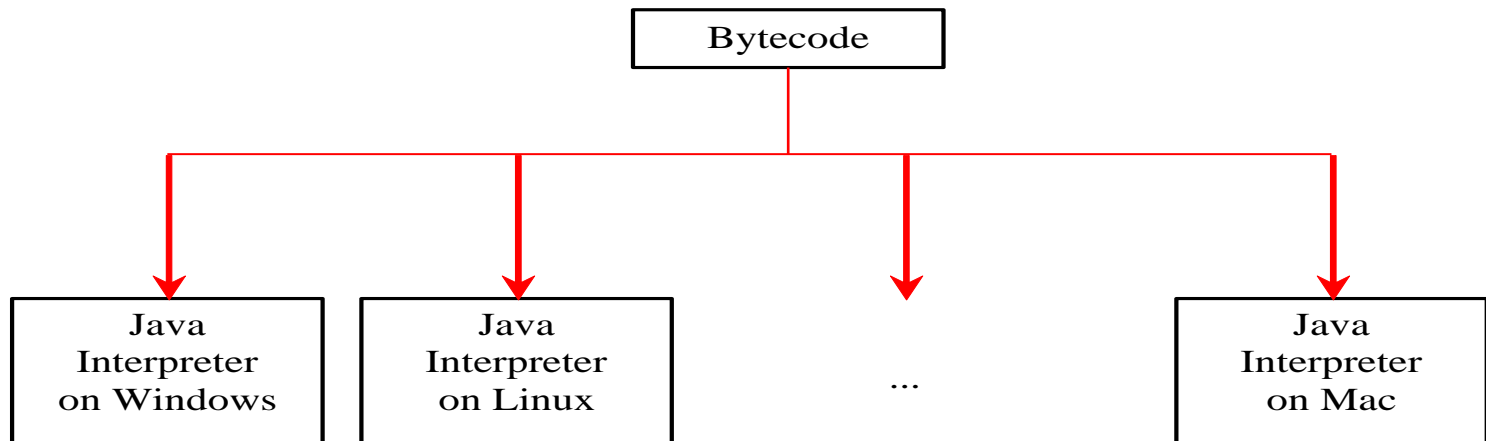 Bytecode
Java
Interpreter
on Windows
Java
Interpreter
on Linux
...
Java
Interpreter
on Mac